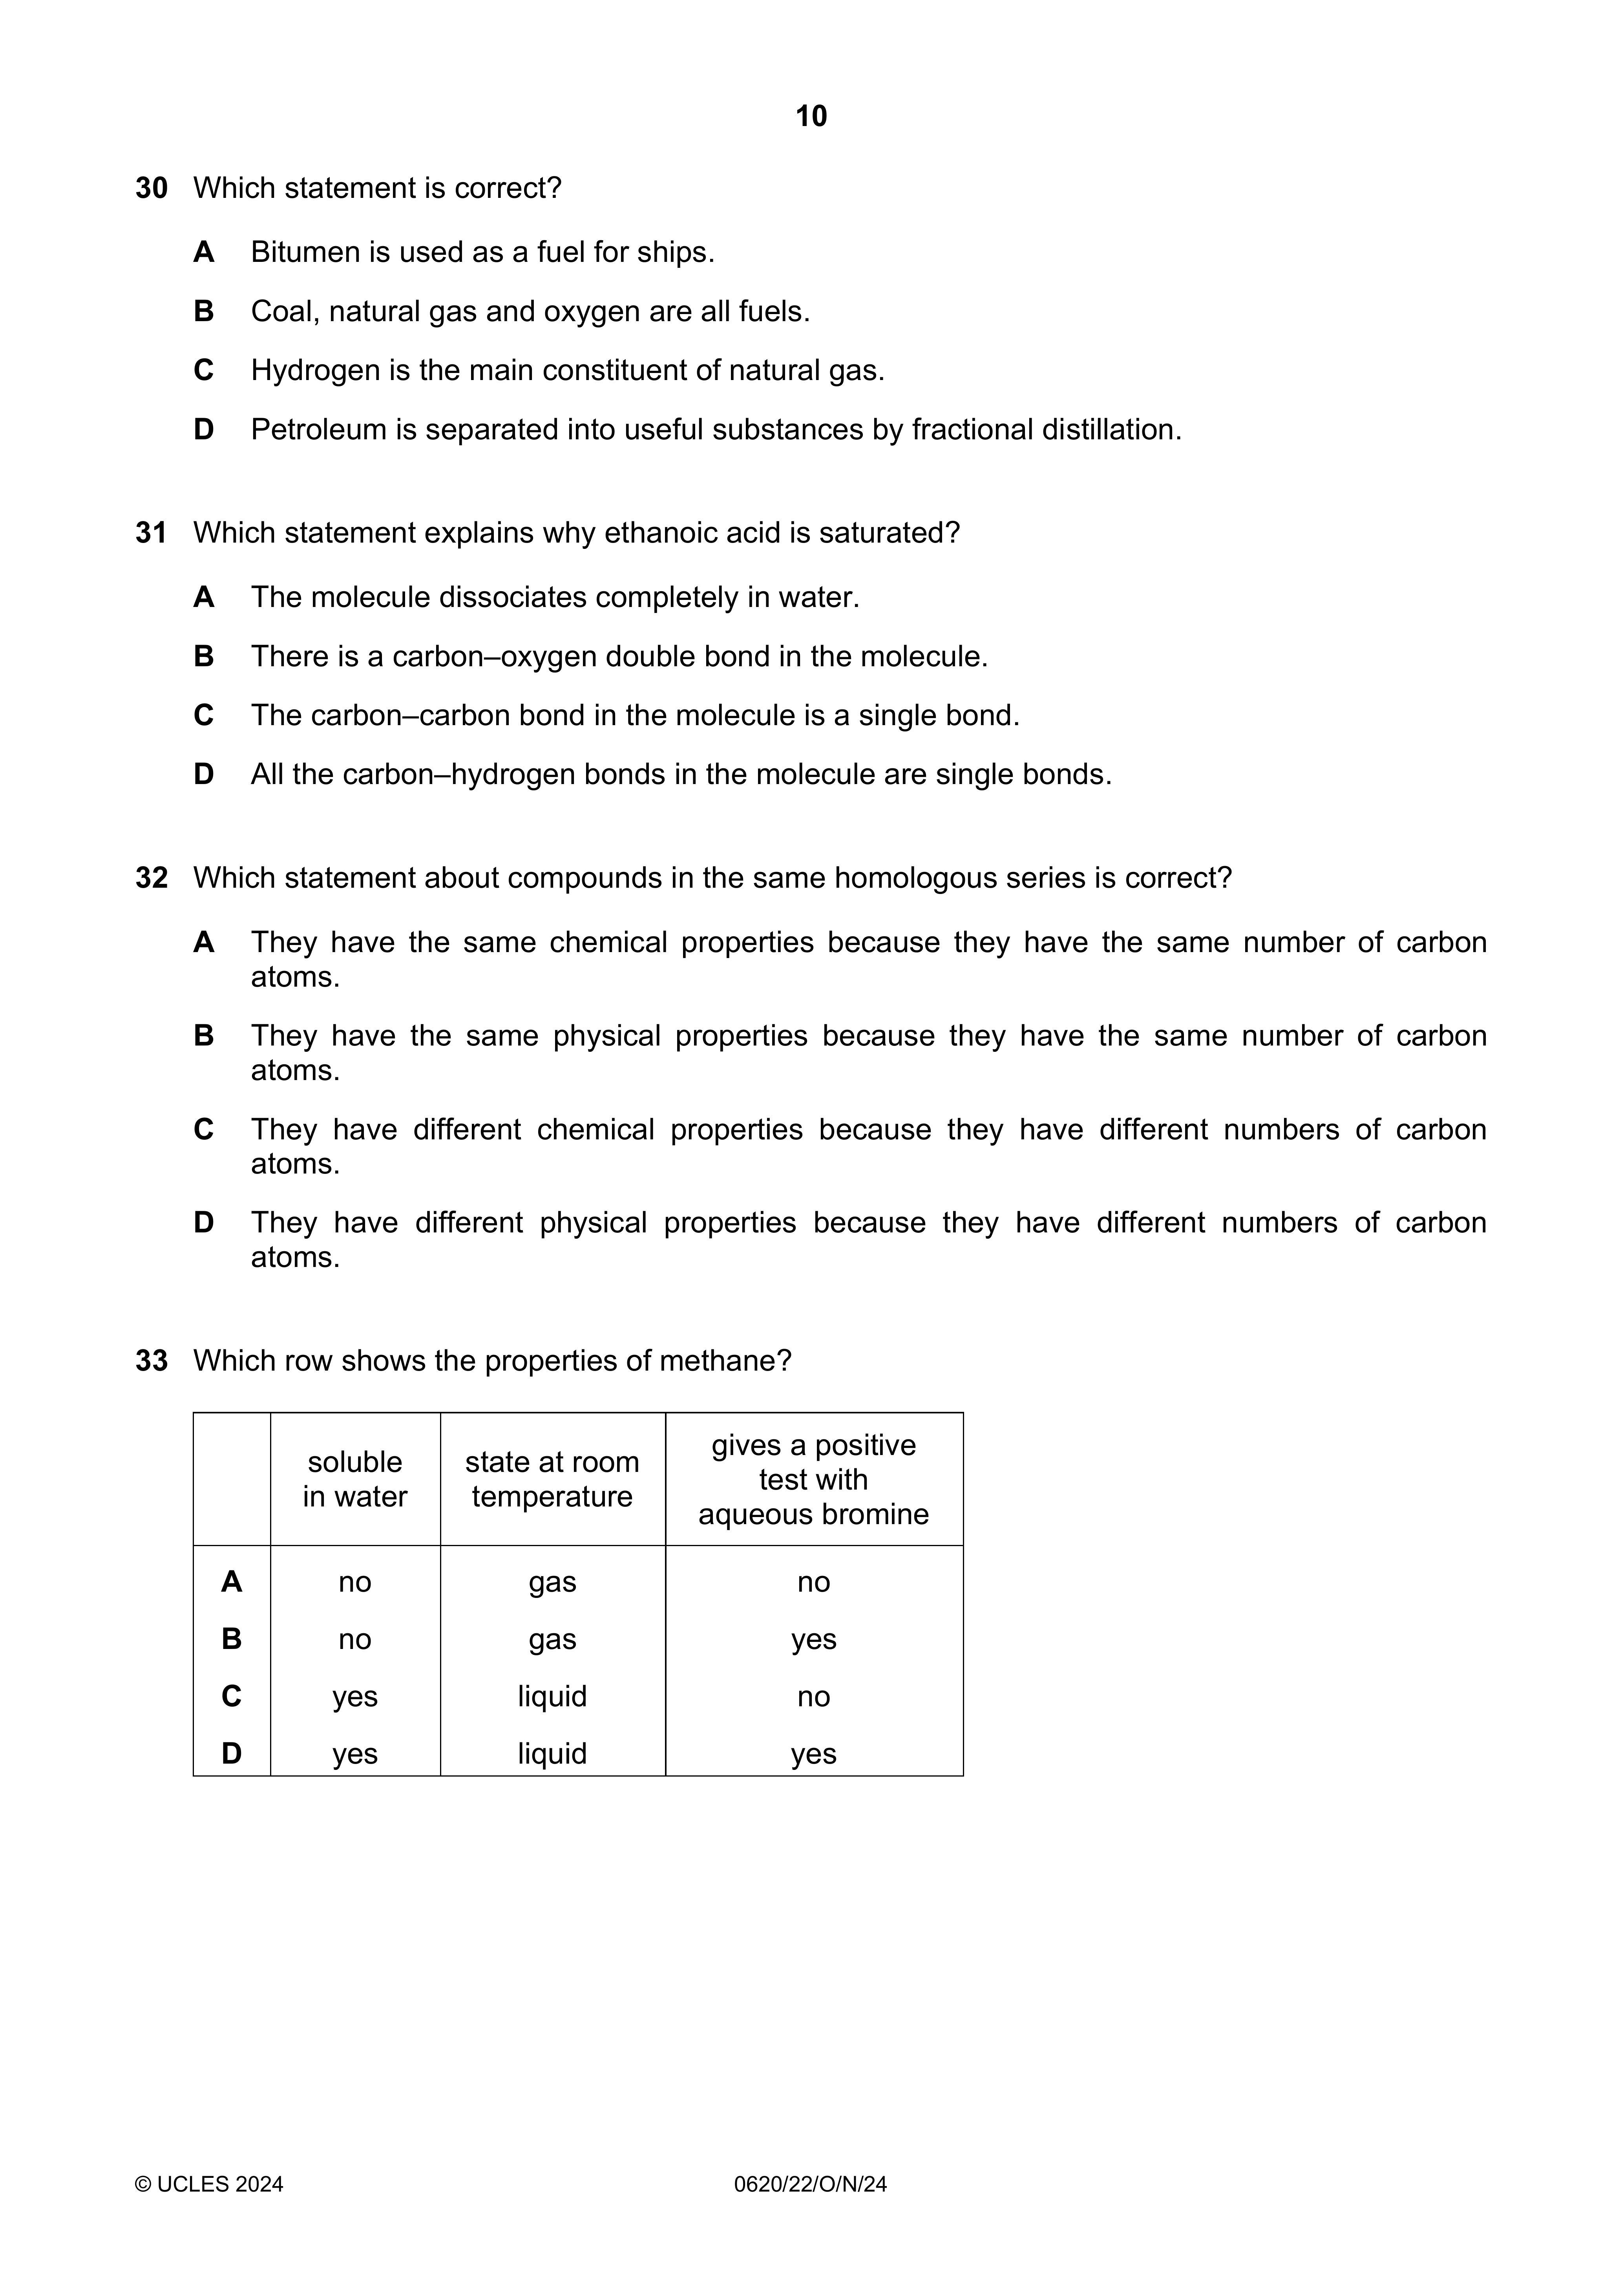 10
30 Which statement is correct?
A Bitumen is used as a fuel for ships.
B Coal, natural gas and oxygen are all fuels.
C Hydrogen is the main constituent of natural gas.
D Petroleum is separated into useful substances by fractional distillation.
31 Which statement explains why ethanoic acid is saturated?
A The molecule dissociates completely in water.
B There is a carbon–oxygen double bond in the molecule.
C The carbon–carbon bond in the molecule is a single bond.
D All the carbon–hydrogen bonds in the molecule are single bonds.
32 Which statement about compounds in the same homologous series is correct?
A They have the same chemical properties because they have the same number of carbon
atoms.
B They have the same physical properties because they have the same number of carbon
atoms.
C They have different chemical properties because they have different numbers of carbon
atoms.
D They have different physical properties because they have different numbers of carbon
atoms.
33 Which row shows the properties of methane?
soluble
in water
state at room
temperature
gives a positive
test with
aqueous bromine
A no gas no
B no gas yes
C yes liquid no
D yes liquid yes
© UCLES 2024 0620/22/O/N/24